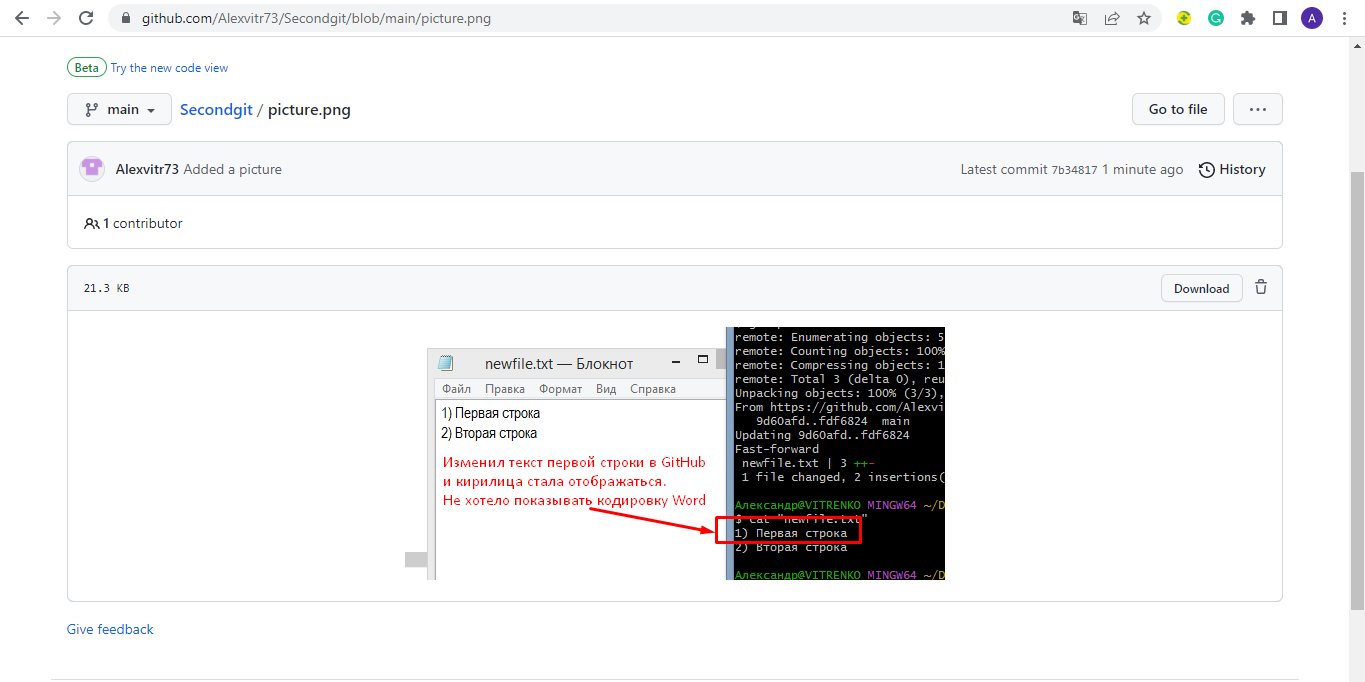 github.com/Alexvitr73/Secondgit/blob/main/picture.png
A
Beta Try the new code view
main Secondgit / picture.png Go to file ...
Alexvitr73 Added a picture Latest commit 7b34817 1 minute ago History
1 contributor
21.3 KB Download
newfile.txt — Блокнот
Файл Правка Формат Вид Справка
1) Первая строка
2) Вторая строка
Изменил текст первой строки в GitHub
и кирилица стала отображаться.
Не хотело показывать кодировку Word
remote: Enumerating objects: 5
remote: Counting objects: 100%
remote: Compressing objects: 1
remote: Total 3 (delta 0), reu
Unpacking objects: 100% (3/3),
From https://github.com/Alexvi
9d60afd..fdf6824 main
Updating 9d60afd..fdf6824
Fast-forward
newfile.txt | 3 ++-
1 file changed, 2 insertions(
Александр@VITRENKO MINGW64 ~/D
$ cat "newfile.txt"
1) Первая строка
2) Вторая строка
Александр@VITRENKO MINGW64 ~/D
Give feedback